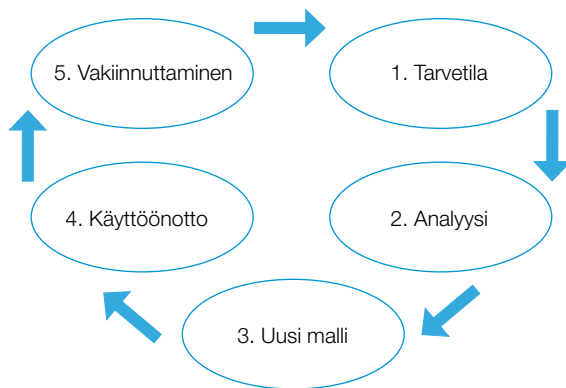 1. Tarvetila
2. Analyysi
3. Uusi malli
4. Käyttöönotto
5. Vakiinnuttaminen